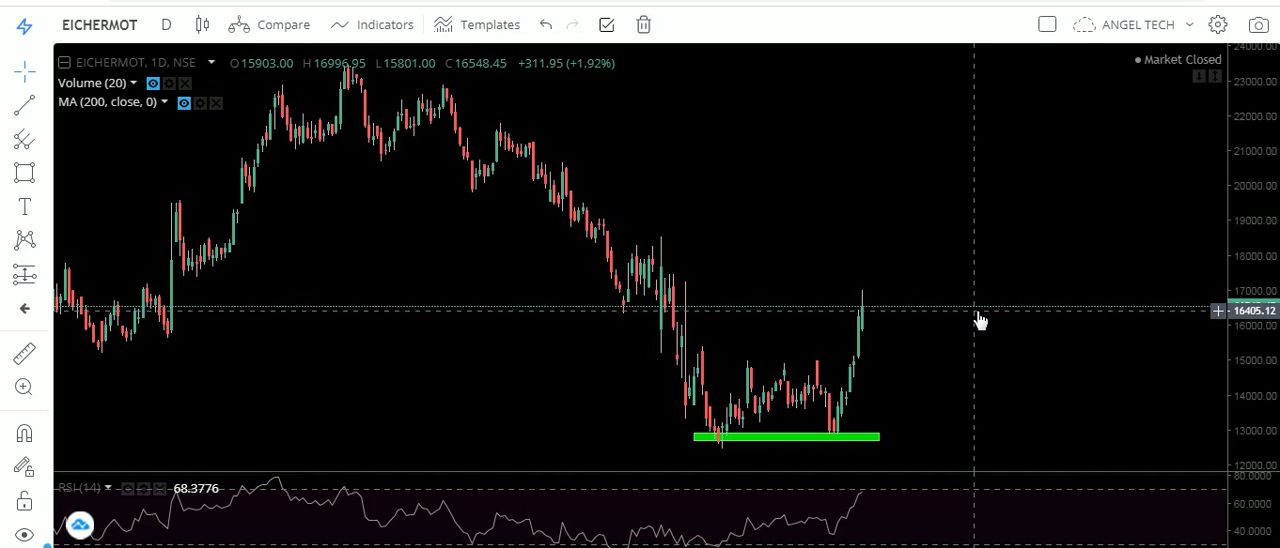 EICHERMOT D Compare Indicators Templates ANGEL TECH
EICHERMOT, 1D, NSE O15903.00 H16996.95 L15801.00 C16548.45 +311.95 (+1.92%)
Market Closed
Volume (20)
MA (200, close, 0)
24000.00
23000.00
22000.00
21000.00
20000.00
19000.00
18000.00
17000.00
16405.12
16000.00
15000.00
14000.00
13000.00
12000.00
RSI (14) 68.3776
80.0000
60.0000
40.0000